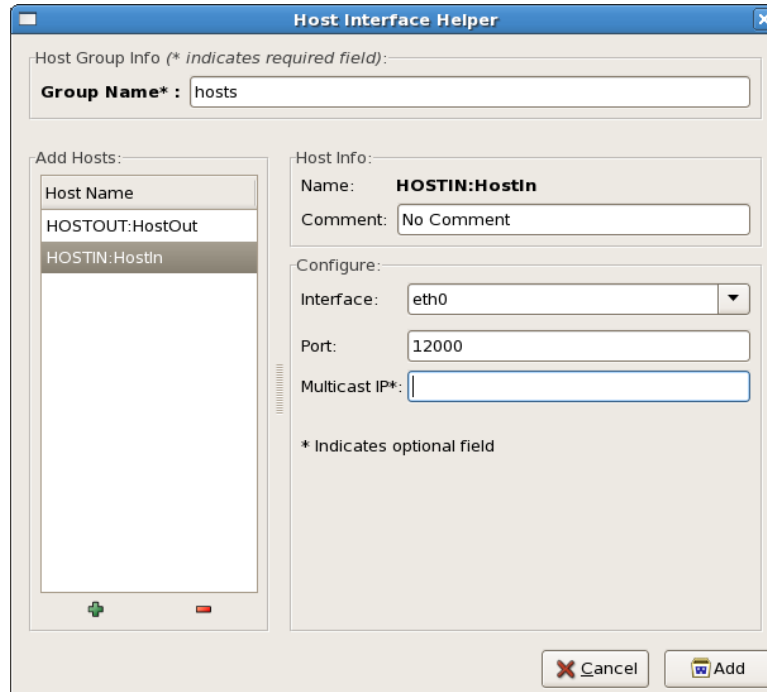 Host Interface Helper
Host Group Info (* indicates required field):
Group Name* : hosts
Add Hosts:
Host Name
HOSTOUT:HostOut
HOSTIN:HostIn
Host Info:
Name: HOSTIN:HostIn
Comment: No Comment
Configure:
Interface: eth0
Port: 12000
Multicast IP*:
* Indicates optional field
Cancel Add